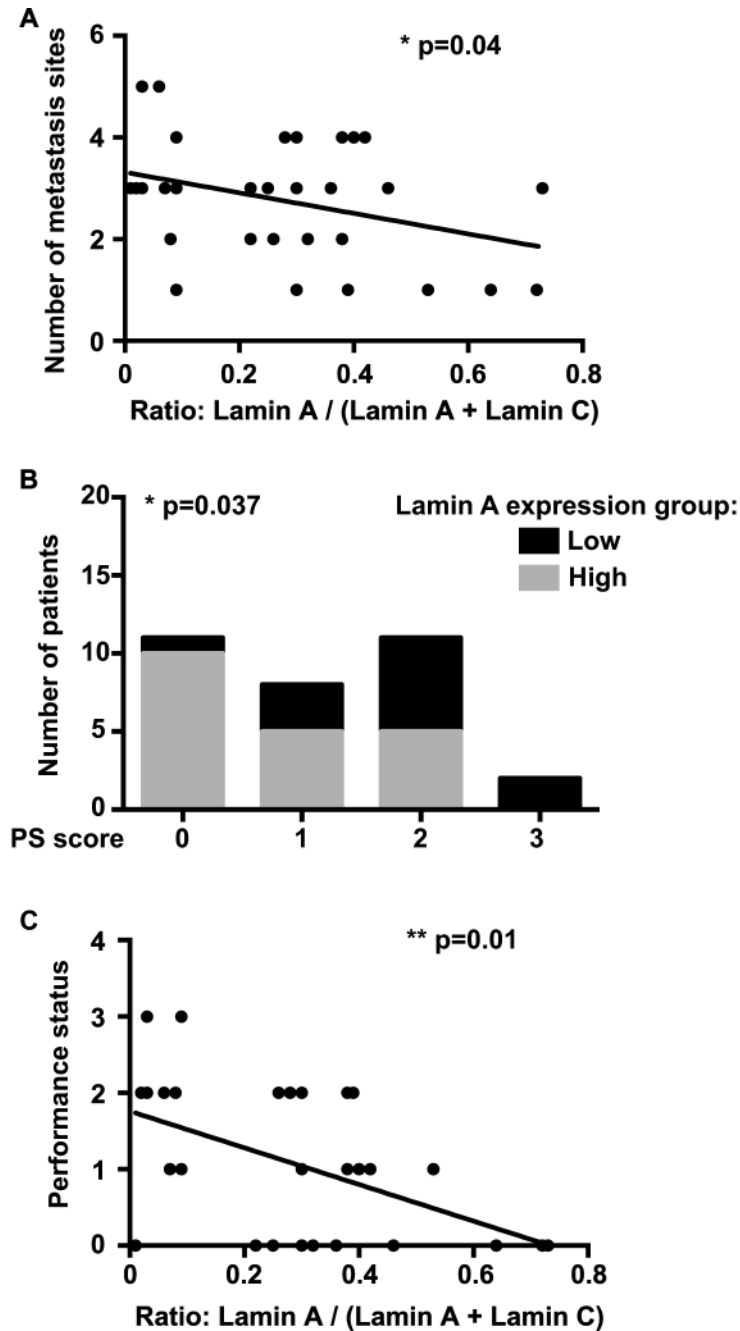 A
Number of metastasis sites
* p=0.04
6
4
2
0
0 0.2 0.4 0.6 0.8
Ratio: Lamin A / (Lamin A + Lamin C)
B
Number of patients
* p=0.037
Lamin A expression group:
Low
High
20
15
10
5
0
PS score 0 1 2 3
C
Performance status
** p=0.01
4
3
2
1
0
0 0.2 0.4 0.6 0.8
Ratio: Lamin A / (Lamin A + Lamin C)